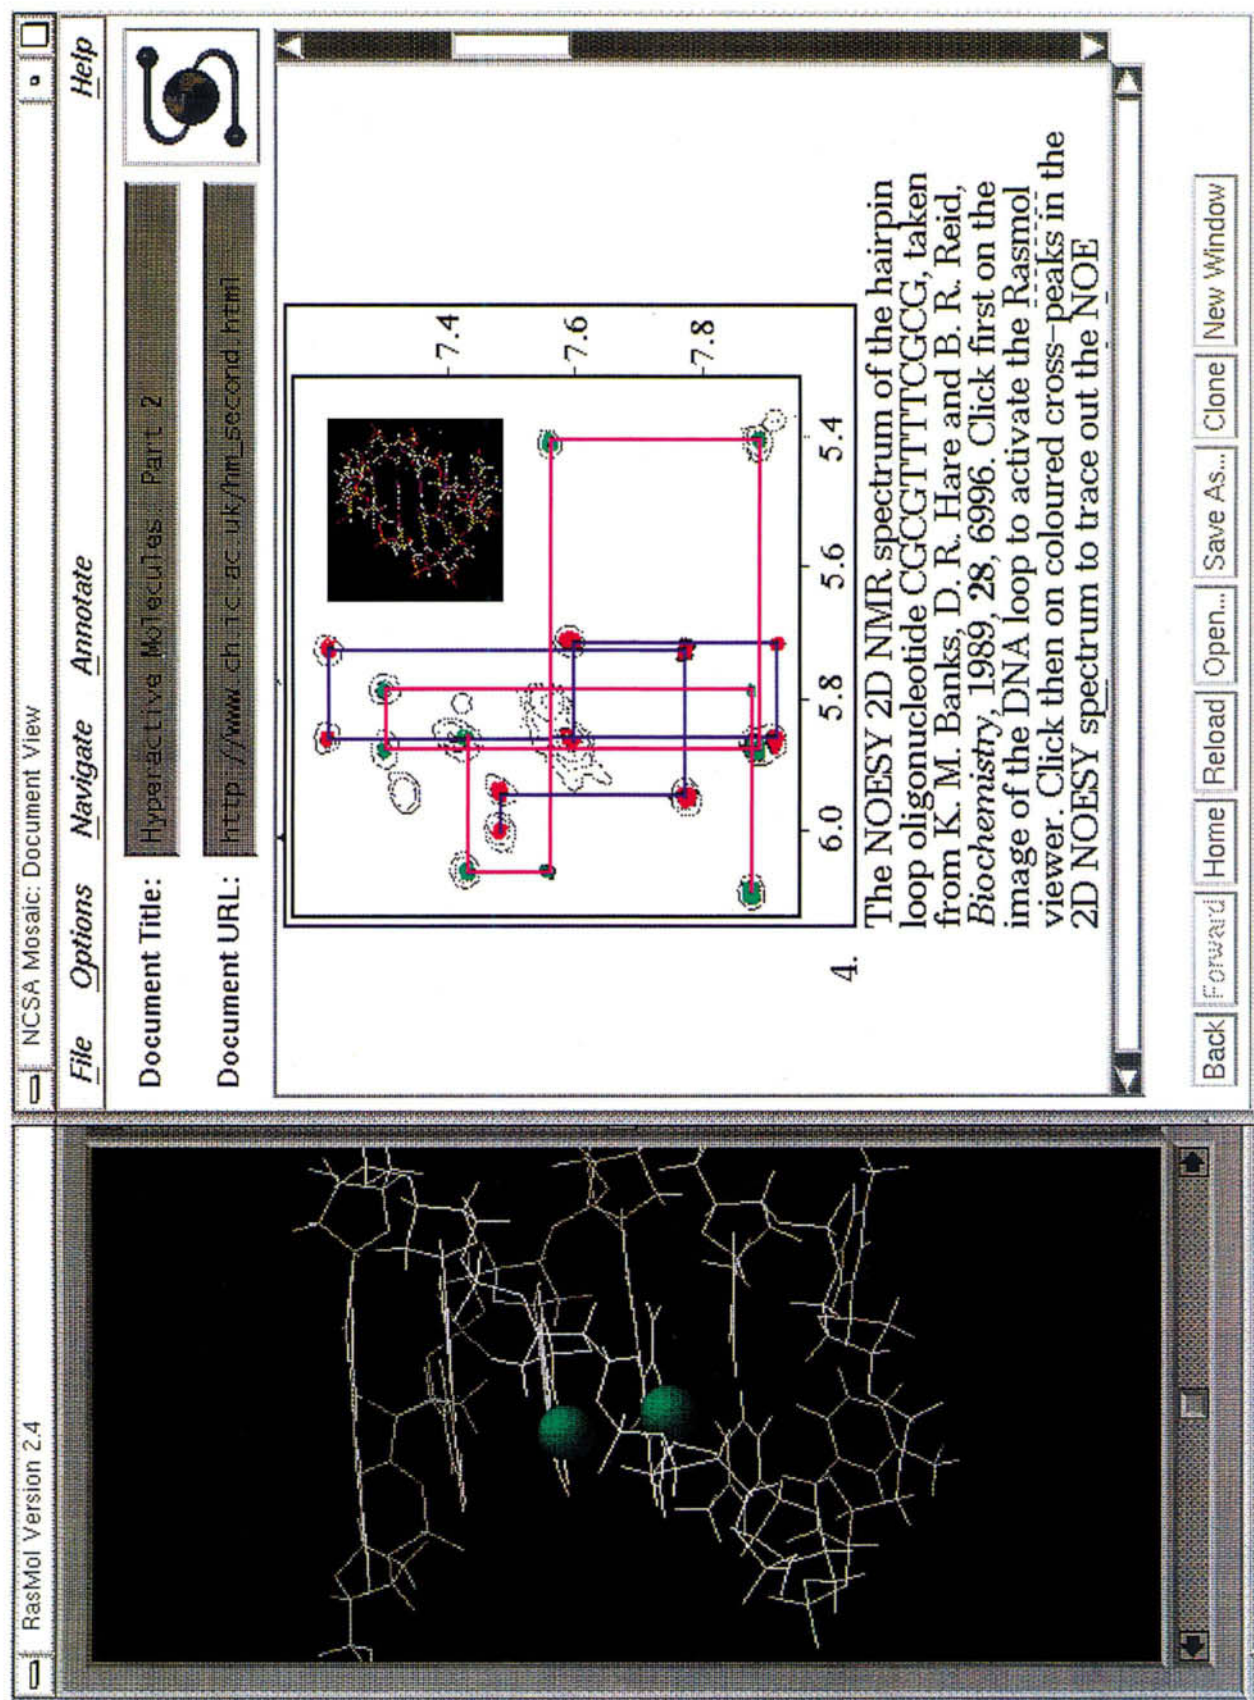 RasMol Version 2.4
NCSA Mosaic: Document View
File Options Navigate Annotate Help
Document Title: Hyperactive Molecules. Part 2
Document URL: http://www.ch.ic.ac.uk/hm_second.html
7.4
7.6
7.8
6.0 5.8 5.6 5.4
4.
The NOESY 2D NMR spectrum of the hairpin
loop oligonucleotide CGCGTTTTCGCG, taken
from K. M. Banks, D. R. Hare and B. R. Reid,
Biochemistry, 1989, 28, 6996. Click first on the
image of the DNA loop to activate the Rasmol
viewer. Click then on coloured cross-peaks in the
2D NOESY spectrum to trace out the NOE
Back Forward Home Reload Open... Save As... Clone New Window